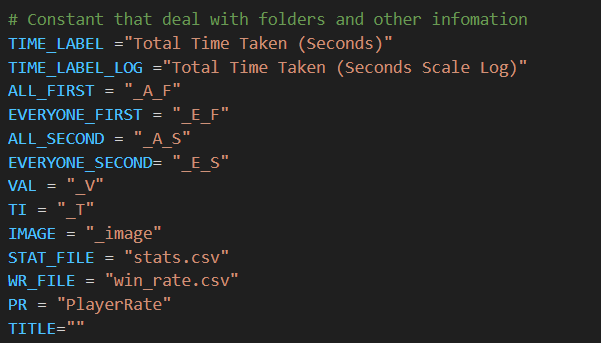 # Constant that deal with folders and other infomation
TIME_LABEL ="Total Time Taken (Seconds)"
TIME_LABEL_LOG ="Total Time Taken (Seconds Scale Log)"
ALL_FIRST = "_A_F"
EVERYONE_FIRST = "_E_F"
ALL_SECOND = "_A_S"
EVERYONE_SECOND= "_E_S"
VAL = "_V"
TI = "_T"
IMAGE = "_image"
STAT_FILE = "stats.csv"
WR_FILE = "win_rate.csv"
PR = "PlayerRate"
TITLE=""